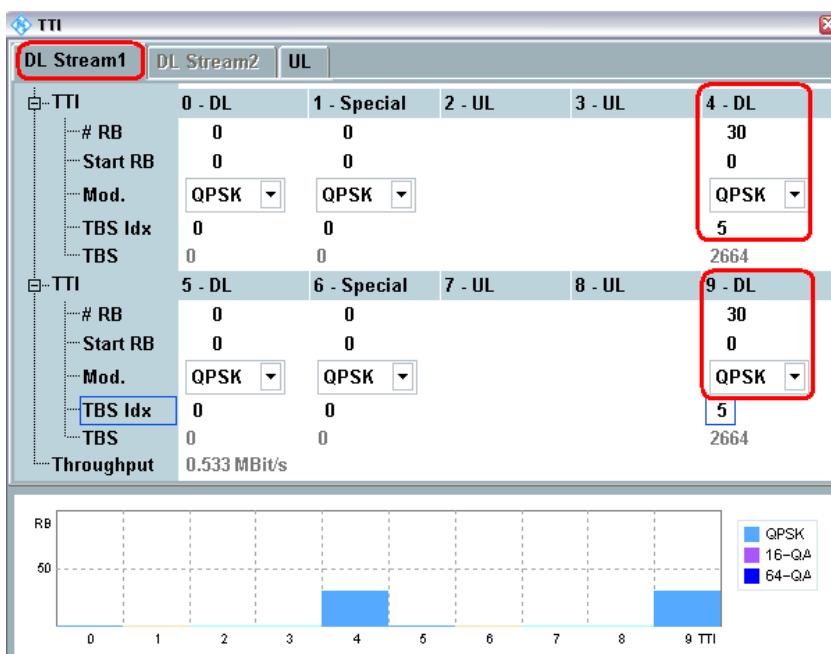 TTI
DL Stream1 DL Stream2 UL
TTI 0 - DL 1 - Special 2 - UL 3 - UL 4 - DL
# RB 0 0 30
Start RB 0 0 0
Mod. QPSK QPSK QPSK
TBS Idx 0 0 5
TBS 0 0 2664
TTI 5 - DL 6 - Special 7 - UL 8 - UL 9 - DL
# RB 0 0 30
Start RB 0 0 0
Mod. QPSK QPSK QPSK
TBS Idx 0 0 5
TBS 0 0 2664
Throughput 0.533 MBit/s
RB
50
0 1 2 3 4 5 6 7 8 9 TTI
QPSK
16-QA
64-QA